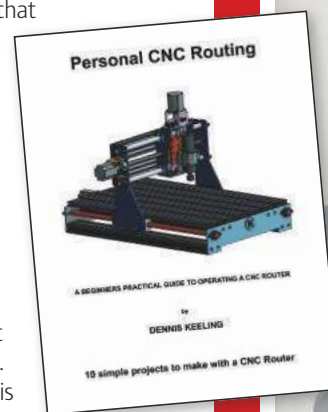 that
Personal CNC Routing
A BEGINNERS PRACTICAL GUIDE TO OPERATING A CNC ROUTER
by
DENNIS KEELING
10 simple projects to make with a CNC Router
t
.
is